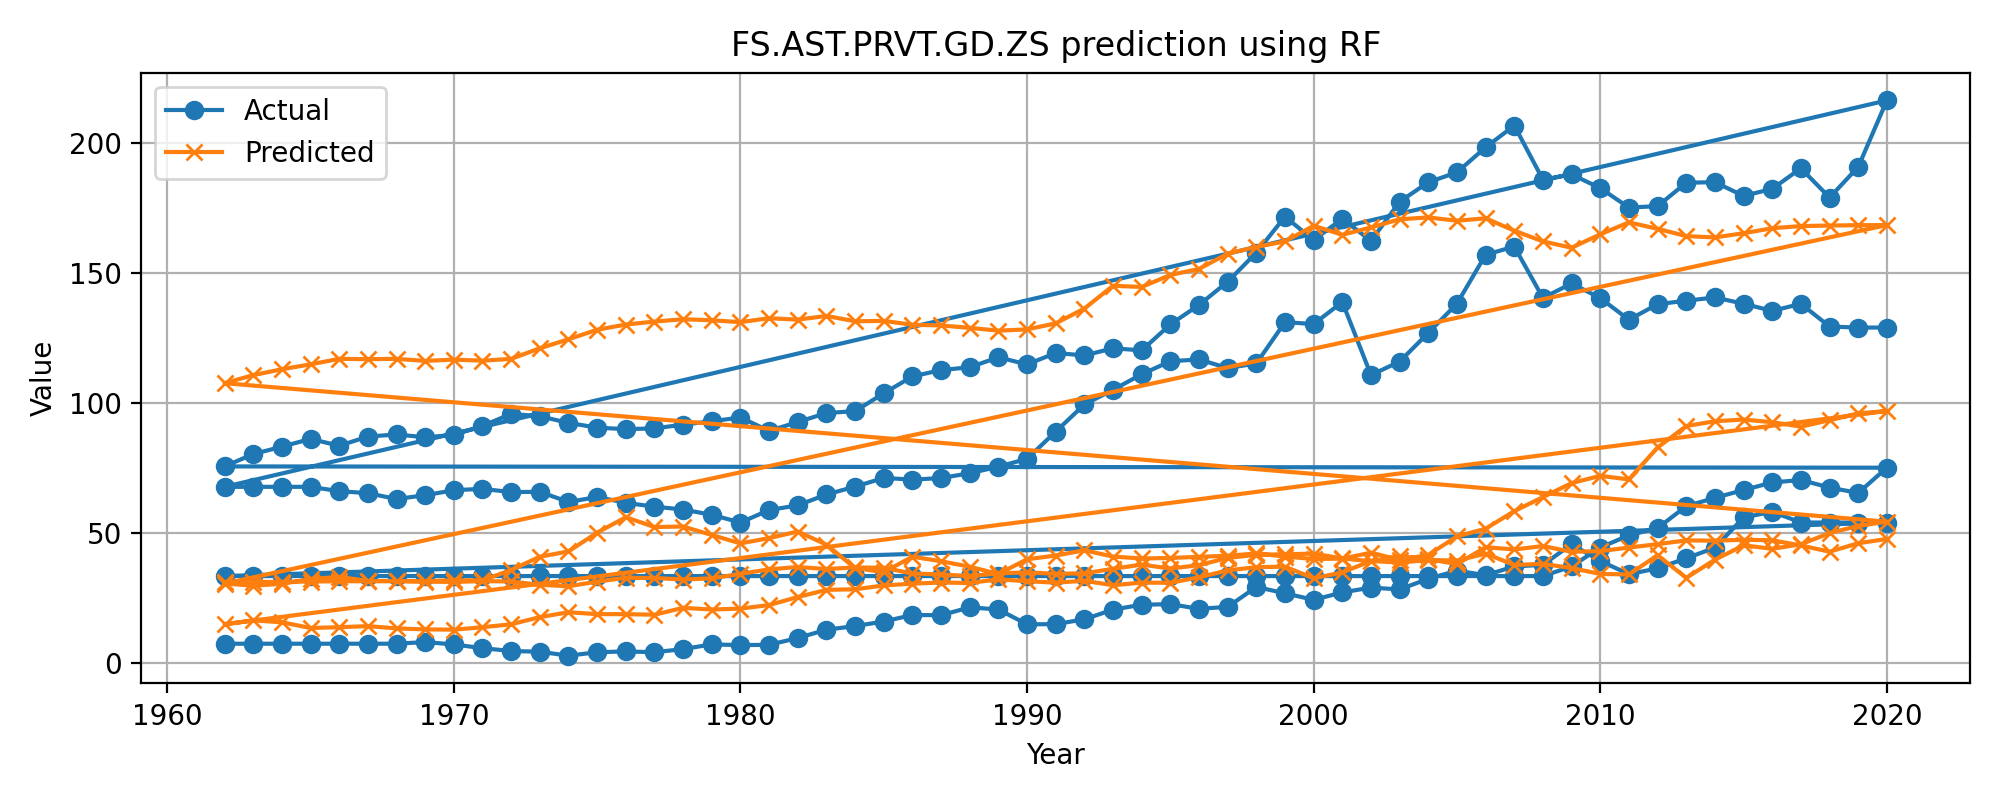 FS.AST.PRVT.GD.ZS prediction using RF
Actual
Predicted
200
150
100
50
0
Value
1960 1970 1980 1990 2000 2010 2020
Year